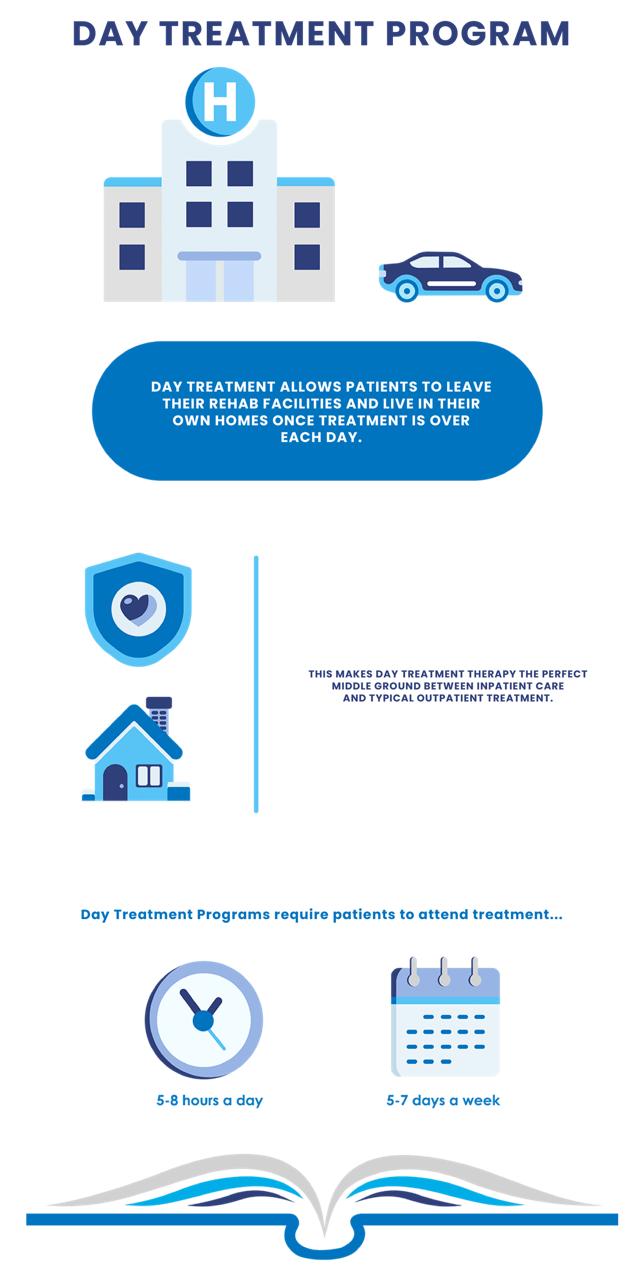 DAY TREATMENT PROGRAM
H
DAY TREATMENT ALLOWS PATIENTS TO LEAVE
THEIR REHAB FACILITIES AND LIVE IN THEIR
OWN HOMES ONCE TREATMENT IS OVER
EACH DAY.
THIS MAKES DAY TREATMENT THERAPY THE PERFECT
MIDDLE GROUND BETWEEN INPATIENT CARE
AND TYPICAL OUTPATIENT TREATMENT.
Day Treatment Programs require patients to attend treatment...
5-8 hours a day
5-7 days a week